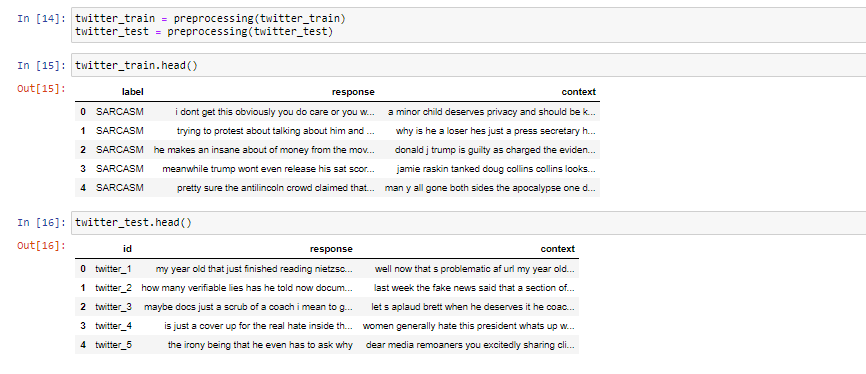 In [14]: twitter_train = preprocessing(twitter_train)
twitter_test = preprocessing(twitter_test)
In [15]: twitter_train.head()
Out[15]:
label response context
0 SARCASM i dont get this obviously you do care or you w... a minor child deserves privacy and should be k...
1 SARCASM trying to protest about talking about him and ... why is he a loser hes just a press secretary h...
2 SARCASM he makes an insane about of money from the mov... donald j trump is guilty as charged the eviden...
3 SARCASM meanwhile trump wont even release his sat scor... jamie raskin tanked doug collins collins looks...
4 SARCASM pretty sure the antilincoln crowd claimed that... man y all gone both sides the apocalypse one d...
In [16]: twitter_test.head()
Out[16]:
id response context
0 twitter_1 my year old that just finished reading nietzsc... well now that s problematic af url my year old...
1 twitter_2 how many verifiable lies has he told now docum... last week the fake news said that a section of...
2 twitter_3 maybe docs just a scrub of a coach i mean to g... let s aplaud brett when he deserves it he coac...
3 twitter_4 is just a cover up for the real hate inside th... women generally hate this president whats up w...
4 twitter_5 the irony being that he even has to ask why dear media remoaners you excitedly sharing cli...